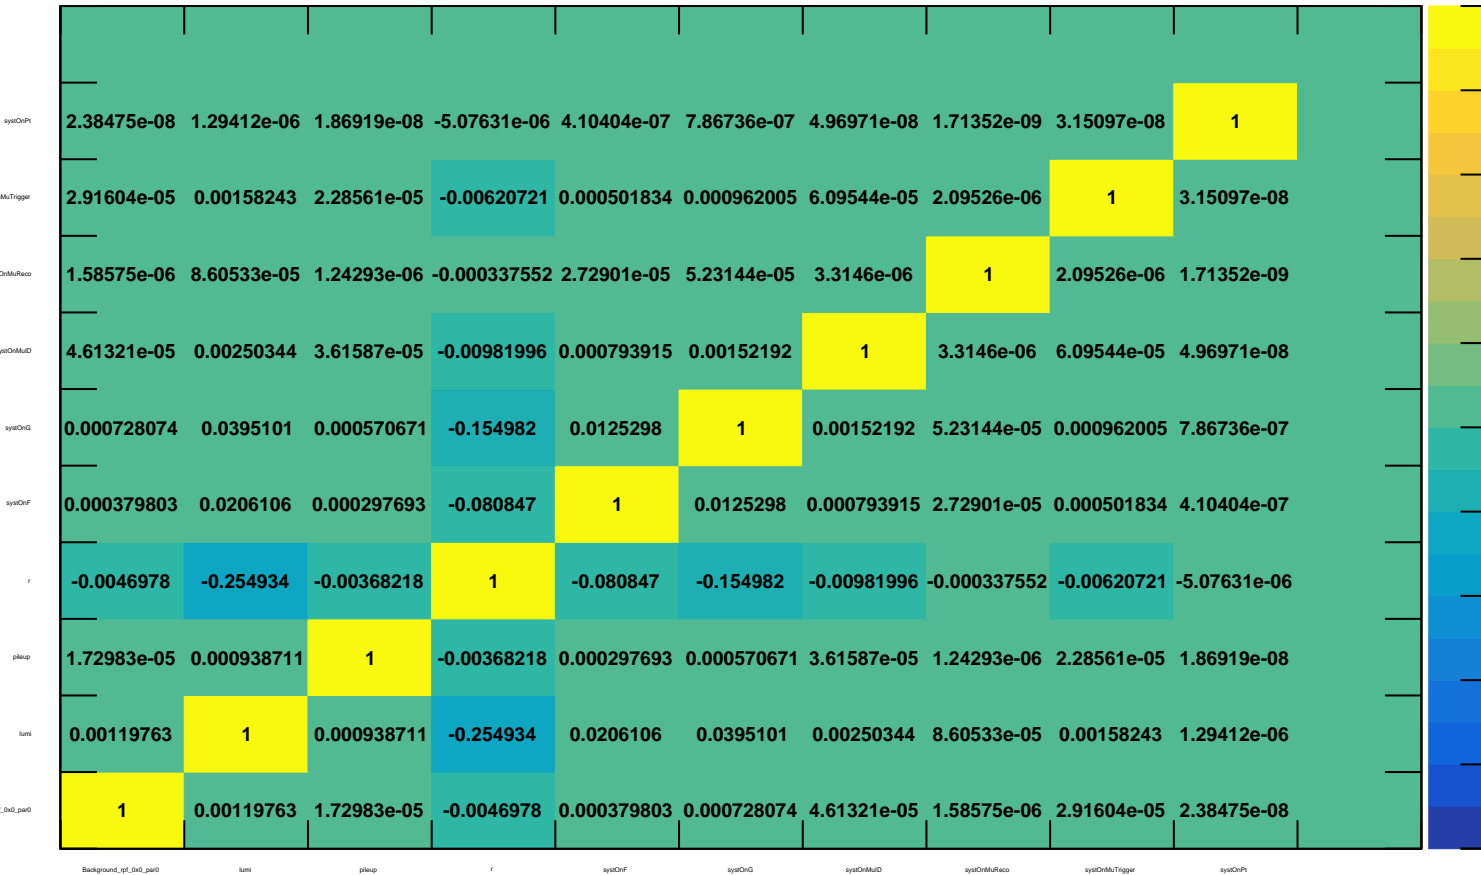 systOnPt 2.38475e-08 1.29412e-06 1.86919e-08 -5.07631e-06 4.10404e-07 7.86736e-07 4.96971e-08 1.71352e-09 3.15097e-08 1
MuTrigger 2.91604e-05 0.00158243 2.28561e-05 -0.00620721 0.000501834 0.000962005 6.09544e-05 2.09526e-06 1 3.15097e-08
OnMuReco 1.58575e-06 8.60533e-05 1.24293e-06 -0.000337552 2.72901e-05 5.23144e-05 3.3146e-06 1 2.09526e-06 1.71352e-09
ystOnMuID 4.61321e-05 0.00250344 3.61587e-05 -0.00981996 0.000793915 0.00152192 1 3.3146e-06 6.09544e-05 4.96971e-08
systOnG 0.000728074 0.0395101 0.000570671 -0.154982 0.0125298 1 0.00152192 5.23144e-05 0.000962005 7.86736e-07
systOnF 0.000379803 0.0206106 0.000297693 -0.080847 1 0.0125298 0.000793915 2.72901e-05 0.000501834 4.10404e-07
r -0.0046978 -0.254934 -0.00368218 1 -0.080847 -0.154982 -0.00981996 -0.000337552 -0.00620721 -5.07631e-06
pileup 1.72983e-05 0.000938711 1 -0.00368218 0.000297693 0.000570671 3.61587e-05 1.24293e-06 2.28561e-05 1.86919e-08
lumi 0.00119763 1 0.000938711 -0.254934 0.0206106 0.0395101 0.00250344 8.60533e-05 0.00158243 1.29412e-06
f_0x0_par0 1 0.00119763 1.72983e-05 -0.0046978 0.000379803 0.000728074 4.61321e-05 1.58575e-06 2.91604e-05 2.38475e-08
Background_rpf_0x0_par0 lumi pileup r systOnF systOnG systOnMuID systOnMuReco systOnMuTrigger systOnPt